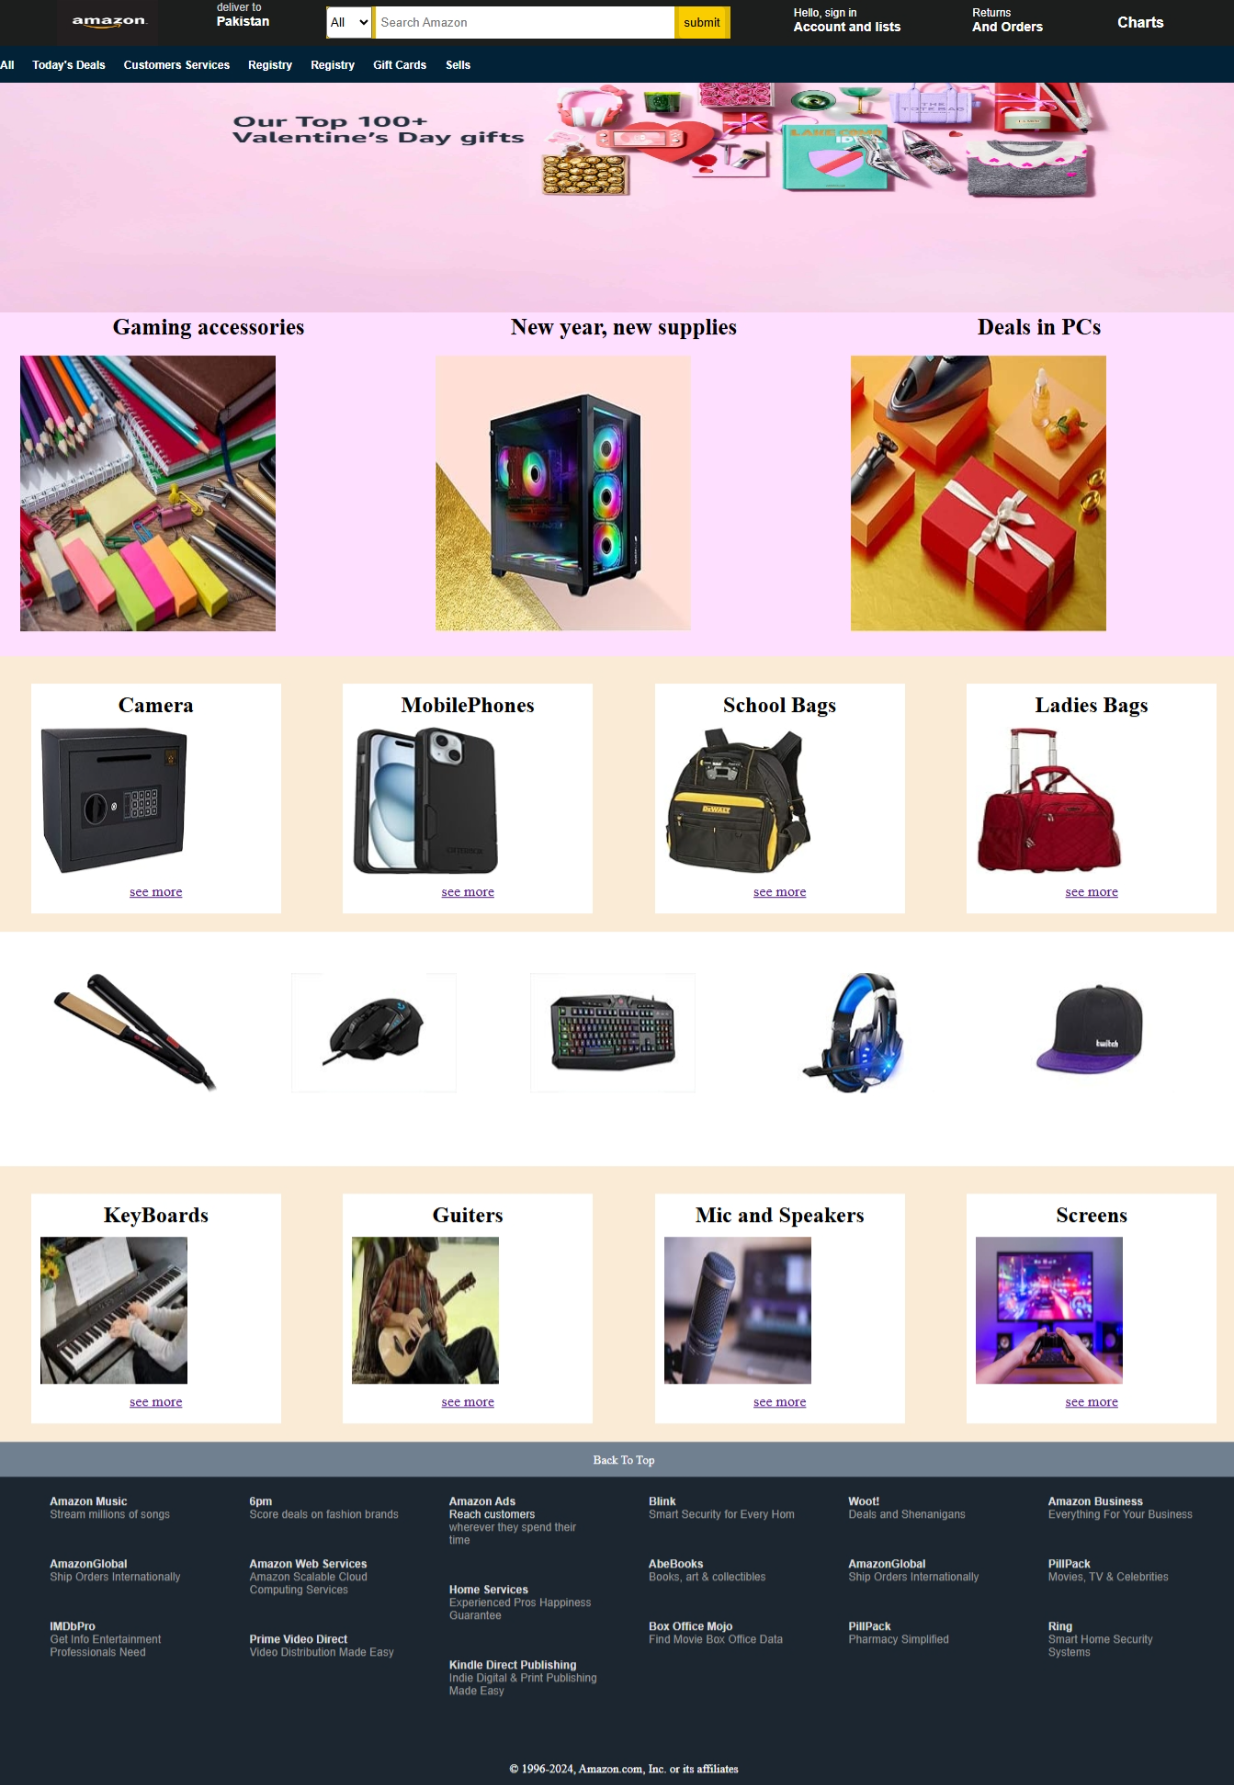 amazon.
deliver to
Pakistan
All
Search Amazon
submit
Hello, sign in
Account and lists
Returns
And Orders
Charts
All Today's Deals Customers Services Registry Registry Gift Cards Sells
Our Top 100+
Valentine's Day gifts
THE
TOTE BAG
LAKE COMO
IDYLL
Gaming accessories New year, new supplies Deals in PCs
Camera MobilePhones School Bags Ladies Bags
OTTERBOX
DEWALT
see more see more see more see more
twitch
KeyBoards Guiters Mic and Speakers Screens
see more see more see more see more
Back To Top
Amazon Music
Stream millions of songs
AmazonGlobal
Ship Orders Internationally
IMDbPro
Get Info Entertainment
Professionals Need
6pm
Score deals on fashion brands
Amazon Web Services
Amazon Scalable Cloud
Computing Services
Prime Video Direct
Video Distribution Made Easy
Amazon Ads
Reach customers
wherever they spend their
time
Home Services
Experienced Pros Happiness
Guarantee
Kindle Direct Publishing
Indie Digital & Print Publishing
Made Easy
Blink
Smart Security for Every Hom
AbeBooks
Books, art & collectibles
Box Office Mojo
Find Movie Box Office Data
Woot!
Deals and Shenanigans
AmazonGlobal
Ship Orders Internationally
PillPack
Pharmacy Simplified
Amazon Business
Everything For Your Business
PillPack
Movies, TV & Celebrities
Ring
Smart Home Security
Systems
© 1996-2024, Amazon.com, Inc. or its affiliates